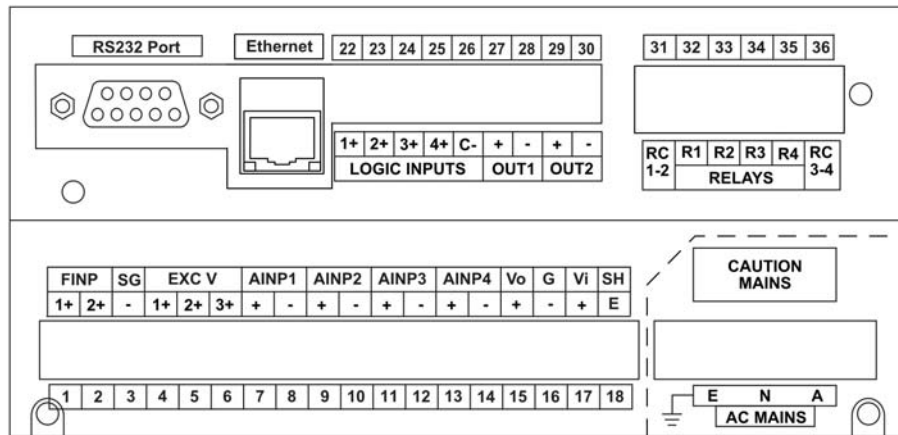 RS232 Port Ethernet 22 23 24 25 26 27 28 29 30 31 32 33 34 35 36
1+ 2+ 3+ 4+ C- + - + -
LOGIC INPUTS OUT1 OUT2
RC R1 R2 R3 R4 RC
1-2 RELAYS 3-4
CAUTION
MAINS
FINP SG EXC V AINP1 AINP2 AINP3 AINP4 Vo G Vi SH
1+ 2+ - 1+ 2+ 3+ + - + - + - + - + - + E
1 2 3 4 5 6 7 8 9 10 11 12 13 14 15 16 17 18
E N A
AC MAINS